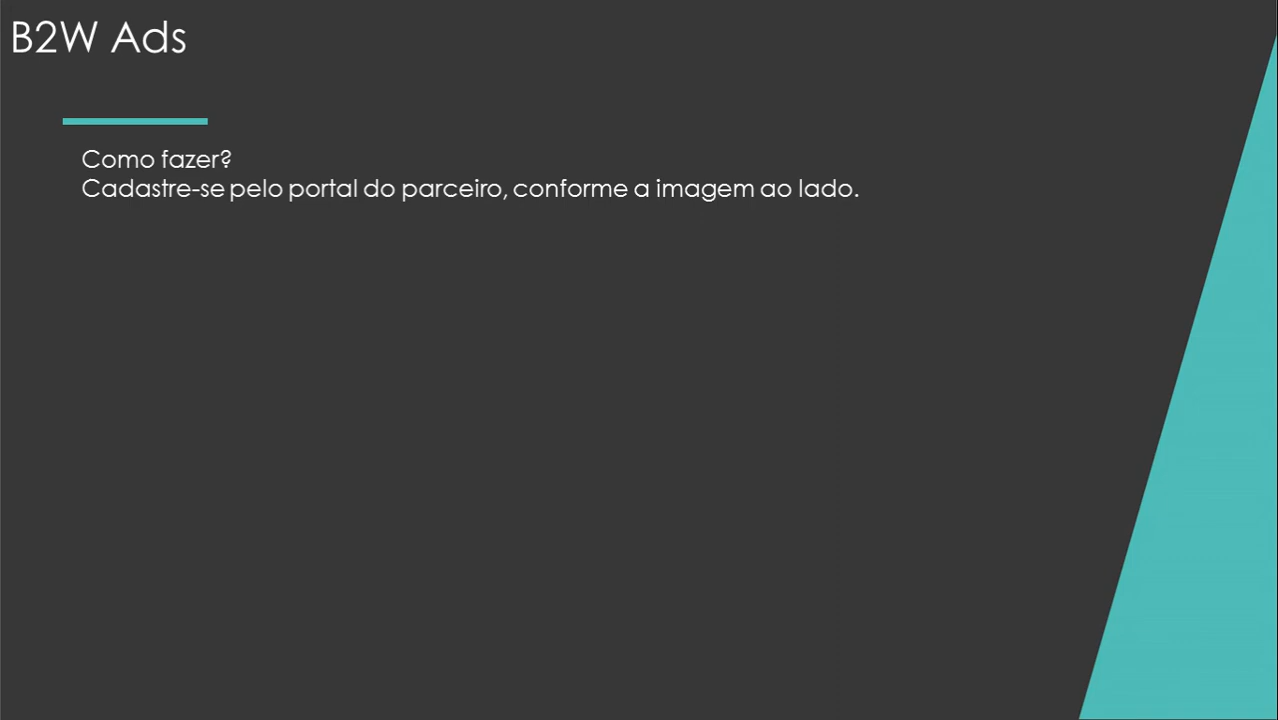 B2W Ads
Como fazer?
Cadastre-se pelo portal do parceiro, conforme a imagem ao lado.